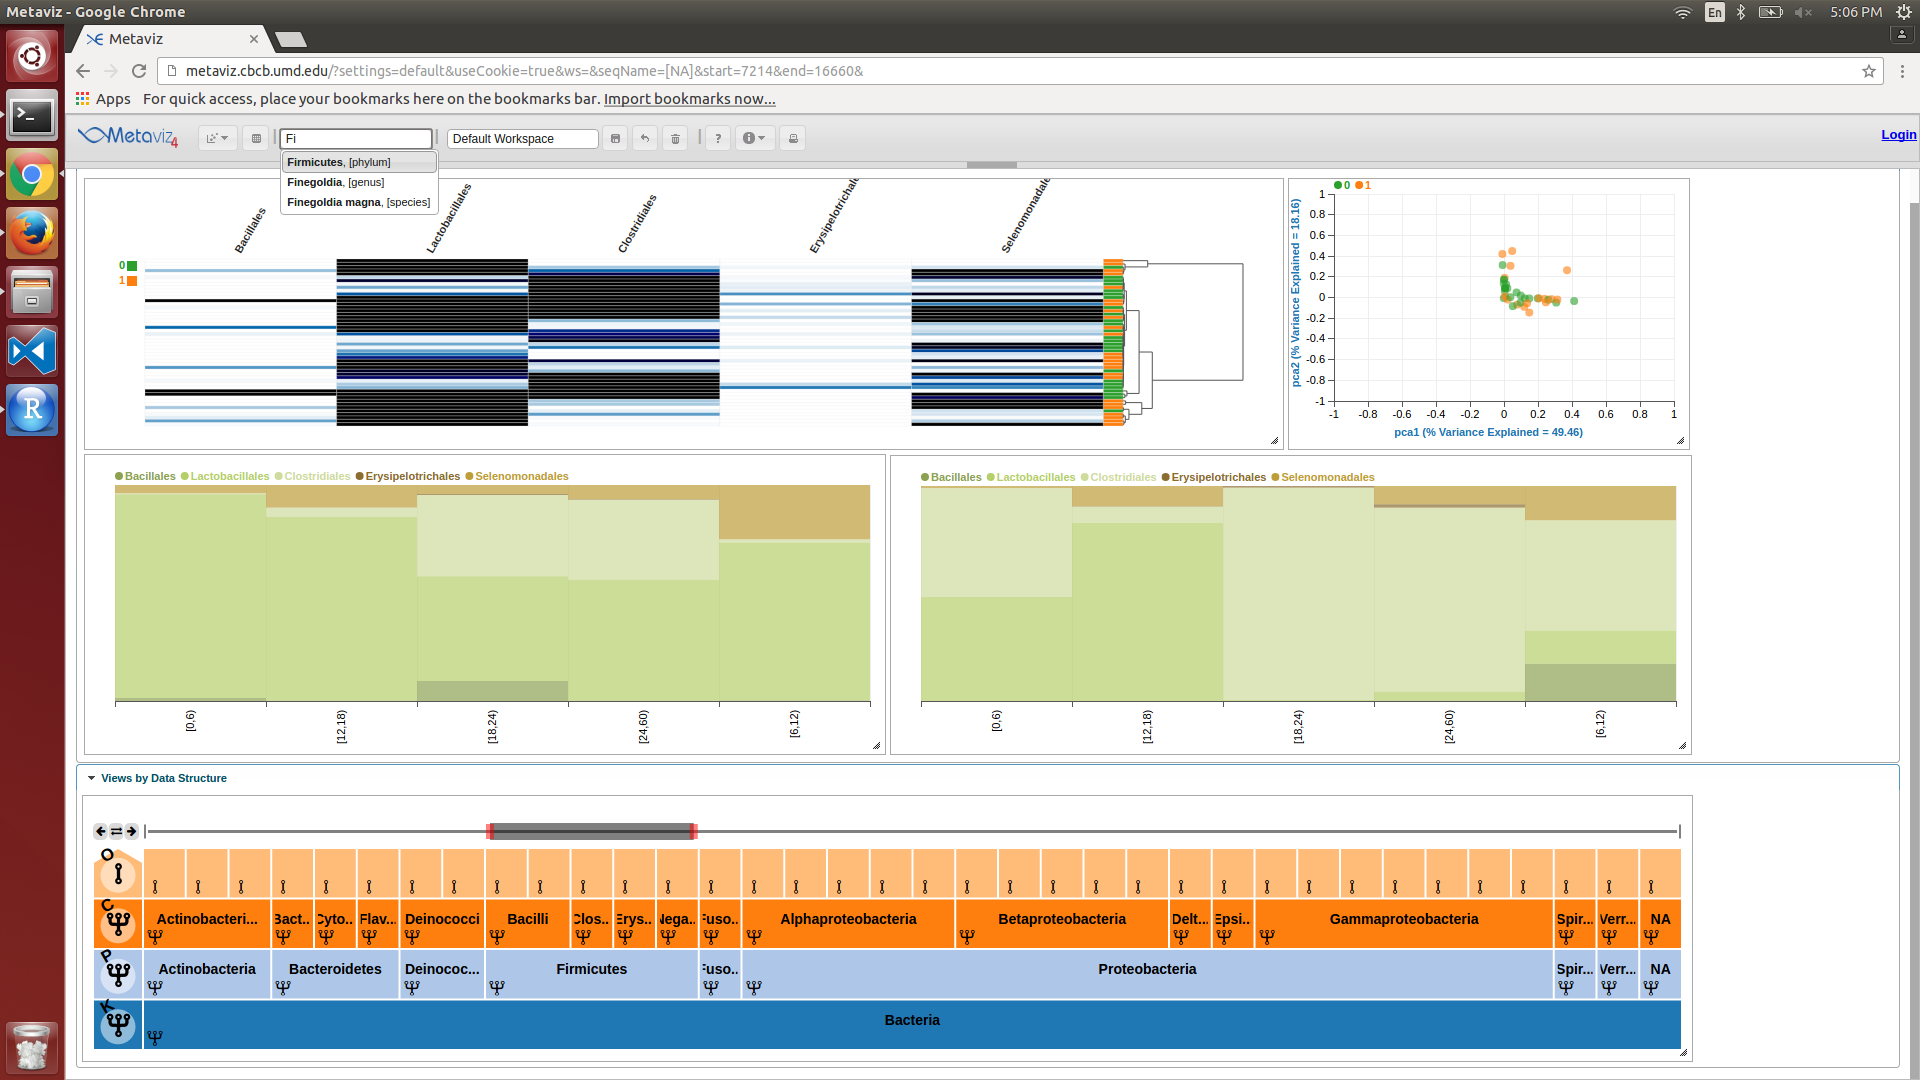 Metaviz - Google Chrome
En
5:06 PM
Metaviz
metaviz.cbcb.umd.edu/?settings=default&useCookie=true&ws=&seqName=[NA]&start=7214&end=16660&
Apps For quick access, place your bookmarks here on the bookmarks bar. Import bookmarks now...
Metaviz 4
Fi
Default Workspace
?
Login
Firmicutes, [phylum]
Finegoldia, [genus]
Finegoldia magna, [species]
Bacillales
Lactobacillales
Clostridiales
Erysipelotrichale
Selenomonadale
0
1
0 1
pca2 (% Variance Explained = 18.16)
1
0.8
0.6
0.4
0.2
0
-0.2
-0.4
-0.6
-0.8
-1
-1 -0.8 -0.6 -0.4 -0.2 0 0.2 0.4 0.6 0.8 1
pca1 (% Variance Explained = 49.46)
Bacillales Lactobacillales Clostridiales Erysipelotrichales Selenomonadales
[0,6) [12,18) [18,24) [24,60) [6,12)
Bacillales Lactobacillales Clostridiales Erysipelotrichales Selenomonadales
[0,6) [12,18) [18,24) [24,60) [6,12)
Views by Data Structure
O
C
Actinobacteri... Bact.. Cyto.. Flav... Deinococci Bacilli Clos.. Erys.. Nega.. Fuso.. Alphaproteobacteria Betaproteobacteria Delt... Epsi.. Gammaproteobacteria Spir... Verr... NA
P
Actinobacteria Bacteroidetes Deinococ... Firmicutes Fuso.. Proteobacteria Spir... Verr... NA
K
Bacteria
R